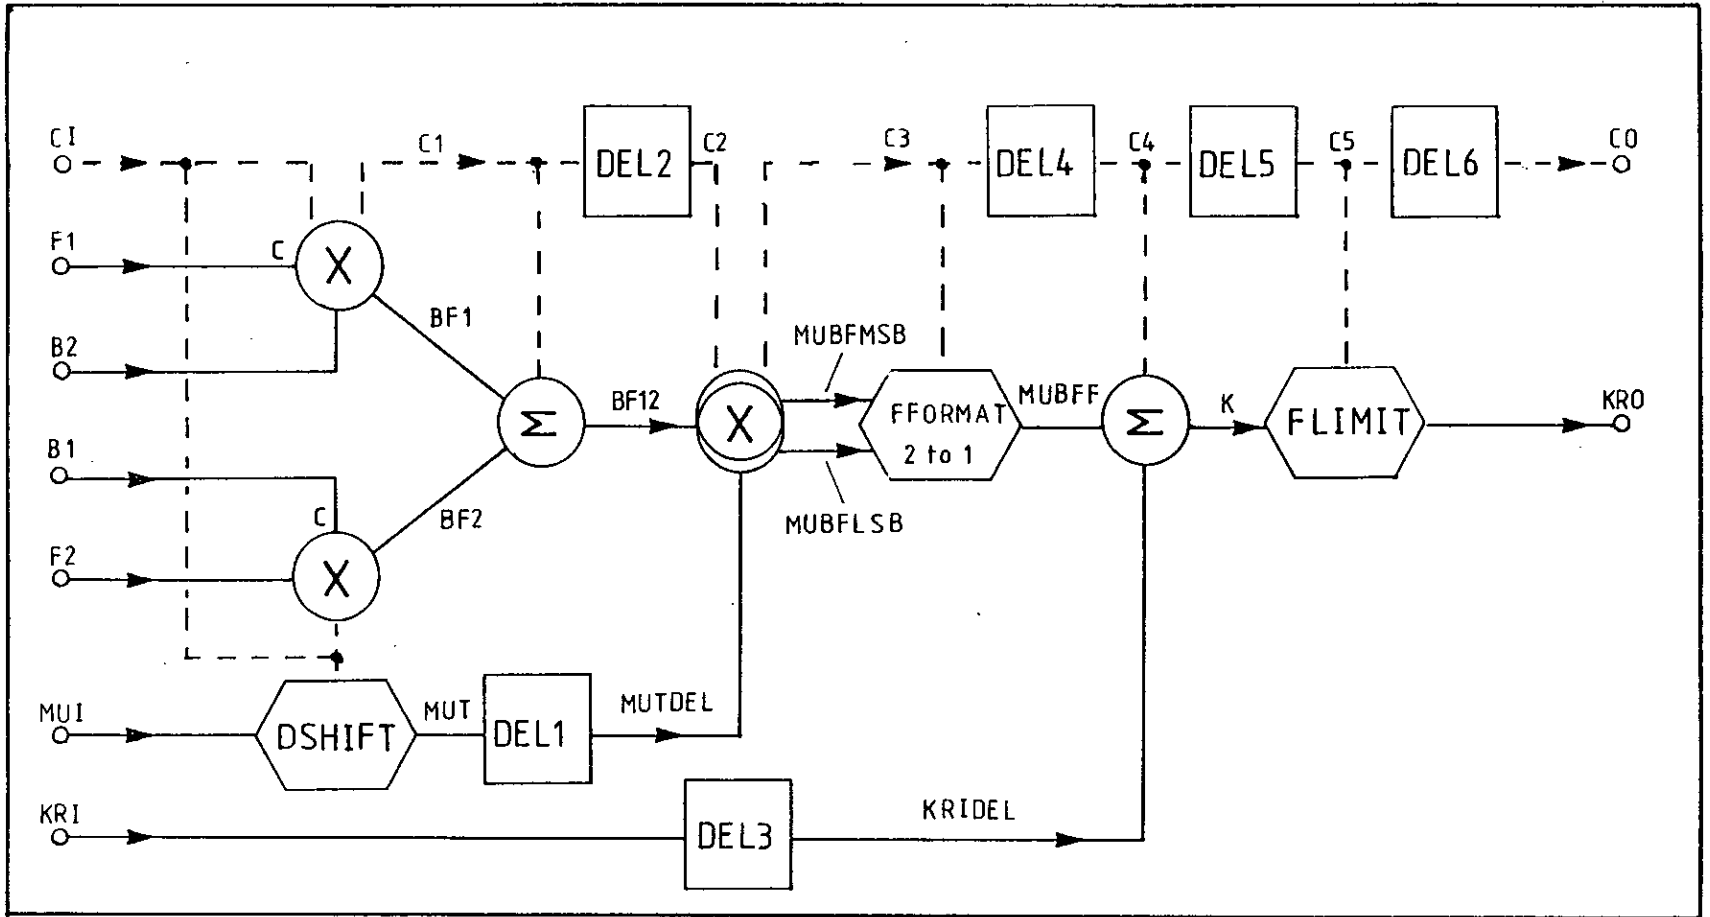 CI
C1
DEL2
C2
C3
DEL4
C4
DEL5
C5
DEL6
CO
F1
C
X
BF1
B2
MUBFMSB
BF12
X
FFORMAT
2 to 1
MUBFF
Σ
Σ
K
FLIMIT
KRO
B1
C
BF2
MUBFLSB
F2
X
MUI
DSHIFT
MUT
DEL1
MUTDEL
KRI
DEL3
KRIDEL